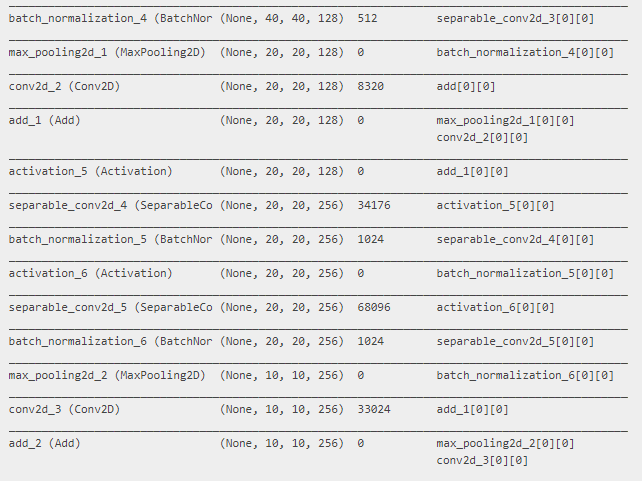 batch_normalization_4 (BatchNor (None, 40, 40, 128) 512 separable_conv2d_3[0][0]
max_pooling2d_1 (MaxPooling2D) (None, 20, 20, 128) 0 batch_normalization_4[0][0]
conv2d_2 (Conv2D) (None, 20, 20, 128) 8320 add[0][0]
add_1 (Add) (None, 20, 20, 128) 0 max_pooling2d_1[0][0]
conv2d_2[0][0]
activation_5 (Activation) (None, 20, 20, 128) 0 add_1[0][0]
separable_conv2d_4 (SeparableCo (None, 20, 20, 256) 34176 activation_5[0][0]
batch_normalization_5 (BatchNor (None, 20, 20, 256) 1024 separable_conv2d_4[0][0]
activation_6 (Activation) (None, 20, 20, 256) 0 batch_normalization_5[0][0]
separable_conv2d_5 (SeparableCo (None, 20, 20, 256) 68096 activation_6[0][0]
batch_normalization_6 (BatchNor (None, 20, 20, 256) 1024 separable_conv2d_5[0][0]
max_pooling2d_2 (MaxPooling2D) (None, 10, 10, 256) 0 batch_normalization_6[0][0]
conv2d_3 (Conv2D) (None, 10, 10, 256) 33024 add_1[0][0]
add_2 (Add) (None, 10, 10, 256) 0 max_pooling2d_2[0][0]
conv2d_3[0][0]